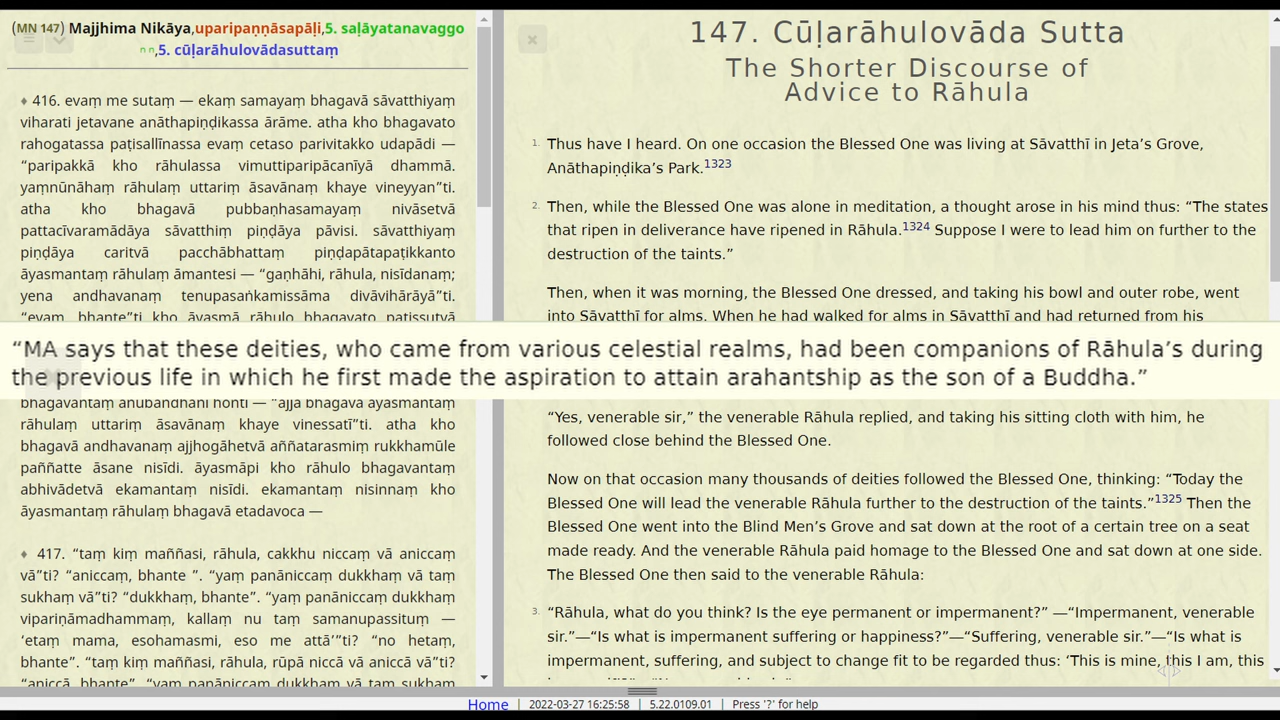 (MN 147) Majjhima Nikāya,uparipaṇṇāsapāḷi,5. saḷāyatanavaggo
n n,5. cūḷarāhulovādasuttaṃ
♦ 416. evaṃ me sutaṃ — ekaṃ samayaṃ bhagavā sāvatthiyaṃ
viharati jetavane anāthapiṇḍikassa ārāme. atha kho bhagavato
rahogatassa paṭisallīnassa evaṃ cetaso parivitakko udapādi —
“paripakkā kho rāhulassa vimuttiparipācanīyā dhammā.
yaṃnūnāhaṃ rāhulaṃ uttariṃ āsavānaṃ khaye vineyyan”ti.
atha kho bhagavā pubbaṇhasamayaṃ nivāsetvā
pattacīvaramādāya sāvatthiṃ piṇḍāya pāvisi. sāvatthiyaṃ
piṇḍāya caritvā pacchābhattaṃ piṇḍapātapaṭikkanto
āyasmantaṃ rāhulaṃ āmantesi — “gaṇhāhi, rāhula, nisīdanaṃ;
yena andhavanaṃ tenupasaṅkamissāma divāvihārāyā”ti.
“evaṃ, bhante”ti kho āyasmā rāhulo bhagavato paṭissutvā
bhagavantaṃ anubandhāni honti — “ajja bhagavā āyasmantaṃ
rāhulaṃ uttariṃ āsavānaṃ khaye vinessatī”ti. atha kho
bhagavā andhavanaṃ ajjhogāhetvā aññatarasmiṃ rukkhamūle
paññatte āsane nisīdi. āyasmāpi kho rāhulo bhagavantaṃ
abhivādetvā ekamantaṃ nisīdi. ekamantaṃ nisinnaṃ kho
āyasmantaṃ rāhulaṃ bhagavā etadavoca —
♦ 417. “taṃ kiṃ maññasi, rāhula, cakkhu niccaṃ vā aniccaṃ
vā”ti? “aniccaṃ, bhante ”. “yaṃ panāniccaṃ dukkhaṃ vā taṃ
sukhaṃ vā”ti? “dukkhaṃ, bhante”. “yaṃ panāniccaṃ dukkhaṃ
vipariṇāmadhammaṃ, kallaṃ nu taṃ samanupassituṃ —
‘etaṃ mama, esohamasmi, eso me attā’”ti? “no hetaṃ,
bhante”. “taṃ kiṃ maññasi, rāhula, rūpā niccā vā aniccā vā”ti?
“aniccā, bhante”. “yaṃ panāniccaṃ dukkhaṃ vā taṃ sukhaṃ
147. Cūḷarāhulovāda Sutta
The Shorter Discourse of
Advice to Rāhula
1. Thus have I heard. On one occasion the Blessed One was living at Sāvatthī in Jeta’s Grove,
Anāthapiṇḍika’s Park.1323
2. Then, while the Blessed One was alone in meditation, a thought arose in his mind thus: “The states
that ripen in deliverance have ripened in Rāhula.1324 Suppose I were to lead him on further to the
destruction of the taints.”
Then, when it was morning, the Blessed One dressed, and taking his bowl and outer robe, went
into Sāvatthī for alms. When he had walked for alms in Sāvatthī and had returned from his
“MA says that these deities, who came from various celestial realms, had been companions of Rāhula’s during
the previous life in which he first made the aspiration to attain arahantship as the son of a Buddha.”
“Yes, venerable sir,” the venerable Rāhula replied, and taking his sitting cloth with him, he
followed close behind the Blessed One.
Now on that occasion many thousands of deities followed the Blessed One, thinking: “Today the
Blessed One will lead the venerable Rāhula further to the destruction of the taints.”1325 Then the
Blessed One went into the Blind Men’s Grove and sat down at the root of a certain tree on a seat
made ready. And the venerable Rāhula paid homage to the Blessed One and sat down at one side.
The Blessed One then said to the venerable Rāhula:
3. “Rāhula, what do you think? Is the eye permanent or impermanent?” —“Impermanent, venerable
sir.”—“Is what is impermanent suffering or happiness?”—“Suffering, venerable sir.”—“Is what is
impermanent, suffering, and subject to change fit to be regarded thus: ‘This is mine, this I am, this
Home | 2022-03-27 16:25:58 | 5.22.0109.01 | Press '?' for help